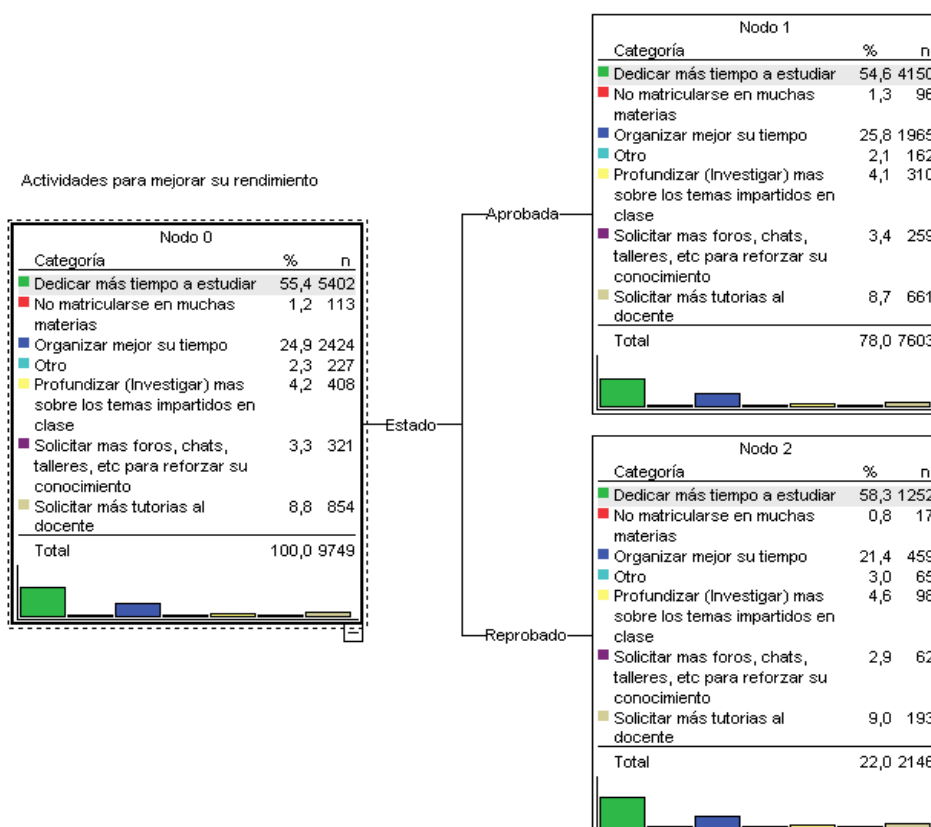 Actividades para mejorar su rendimiento
Nodo 0
Categoría % n
Dedicar más tiempo a estudiar 55,4 5402
No matricularse en muchas 1,2 113
materias
Organizar mejor su tiempo 24,9 2424
Otro 2,3 227
Profundizar (Investigar) mas 4,2 408
sobre los temas impartidos en
clase
Solicitar mas foros, chats, 3,3 321
talleres, etc para reforzar su
conocimiento
Solicitar más tutorias al 8,8 854
docente
Total 100,0 9749
Estado
Aprobada
Nodo 1
Categoría % n
Dedicar más tiempo a estudiar 54,6 4150
No matricularse en muchas 1,3 96
materias
Organizar mejor su tiempo 25,8 1965
Otro 2,1 162
Profundizar (Investigar) mas 4,1 310
sobre los temas impartidos en
clase
Solicitar mas foros, chats, 3,4 259
talleres, etc para reforzar su
conocimiento
Solicitar más tutorias al 8,7 661
docente
Total 78,0 7603
Reprobado
Nodo 2
Categoría % n
Dedicar más tiempo a estudiar 58,3 1252
No matricularse en muchas 0,8 17
materias
Organizar mejor su tiempo 21,4 459
Otro 3,0 65
Profundizar (Investigar) mas 4,6 98
sobre los temas impartidos en
clase
Solicitar mas foros, chats, 2,9 62
talleres, etc para reforzar su
conocimiento
Solicitar más tutorias al 9,0 193
docente
Total 22,0 2146